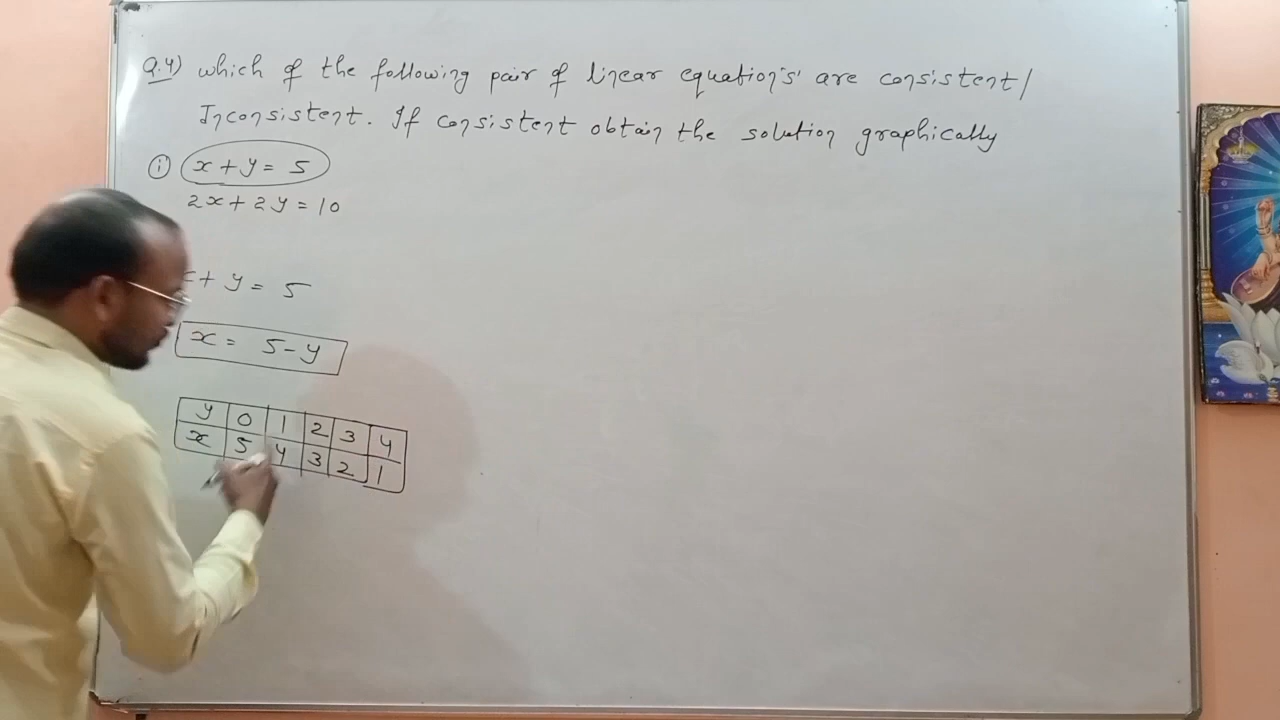 Q.4) which of the following pair of linear equation's' are consistent/
Inconsistent. If consistent obtain the solution graphically
(i) x + y = 5
2x + 2y = 10
+ y = 5
x = 5 - y
y 0 1 2 3 4
x 5 4 3 2 1